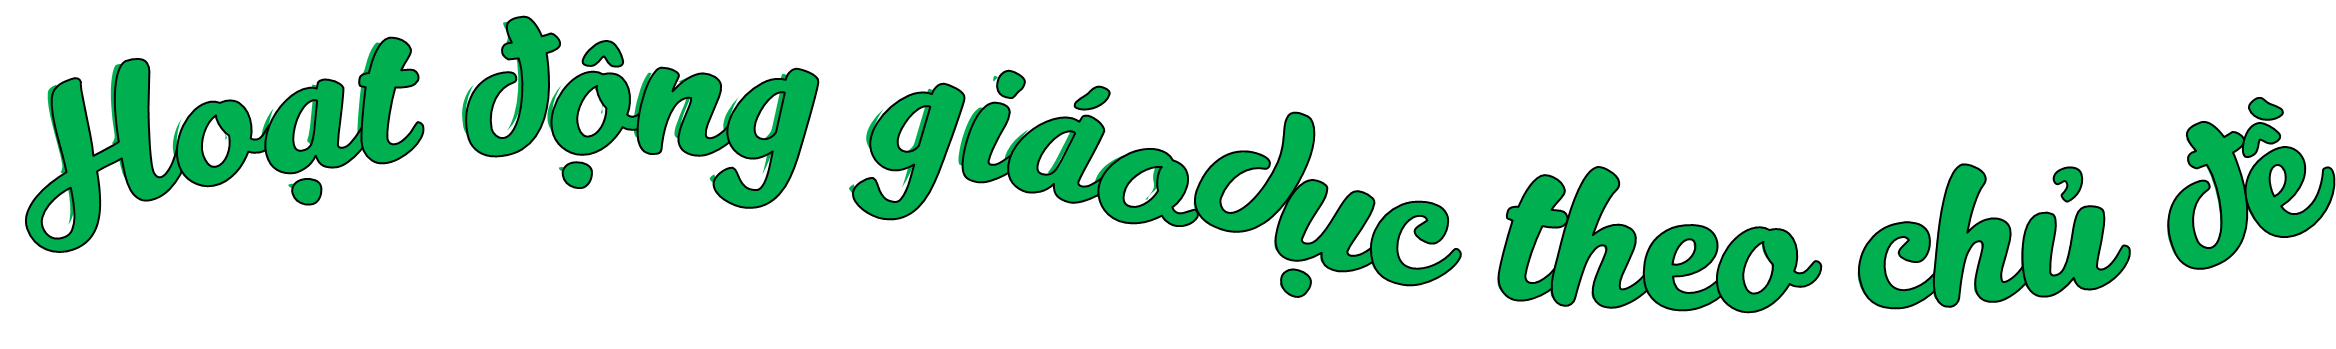 Hoạt động giáo dục theo chủ đề